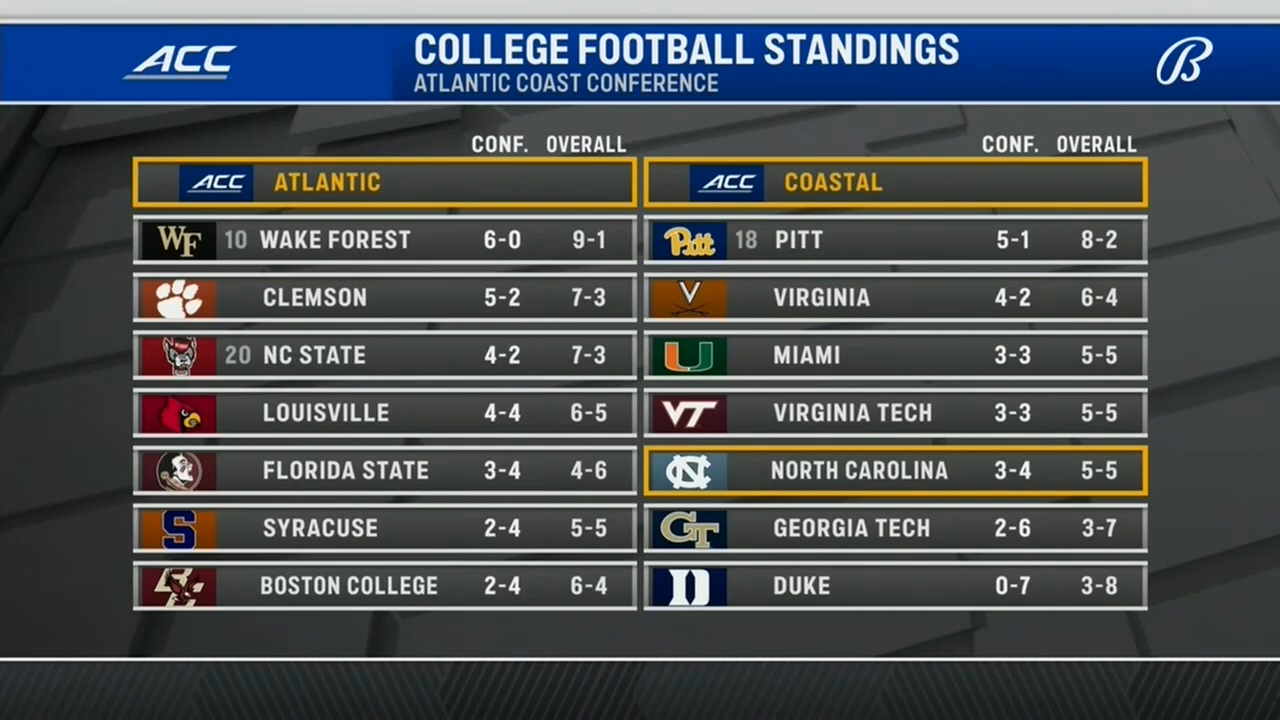 ACC
COLLEGE FOOTBALL STANDINGS
ATLANTIC COAST CONFERENCE
B
CONF. OVERALL
ACC ATLANTIC
WF 10 WAKE FOREST 6-0 9-1
CLEMSON 5-2 7-3
20 NC STATE 4-2 7-3
LOUISVILLE 4-4 6-5
FLORIDA STATE 3-4 4-6
S SYRACUSE 2-4 5-5
BC BOSTON COLLEGE 2-4 6-4
CONF. OVERALL
ACC COASTAL
Pitt 18 PITT 5-1 8-2
V VIRGINIA 4-2 6-4
U MIAMI 3-3 5-5
VT VIRGINIA TECH 3-3 5-5
NC NORTH CAROLINA 3-4 5-5
GT GEORGIA TECH 2-6 3-7
D DUKE 0-7 3-8